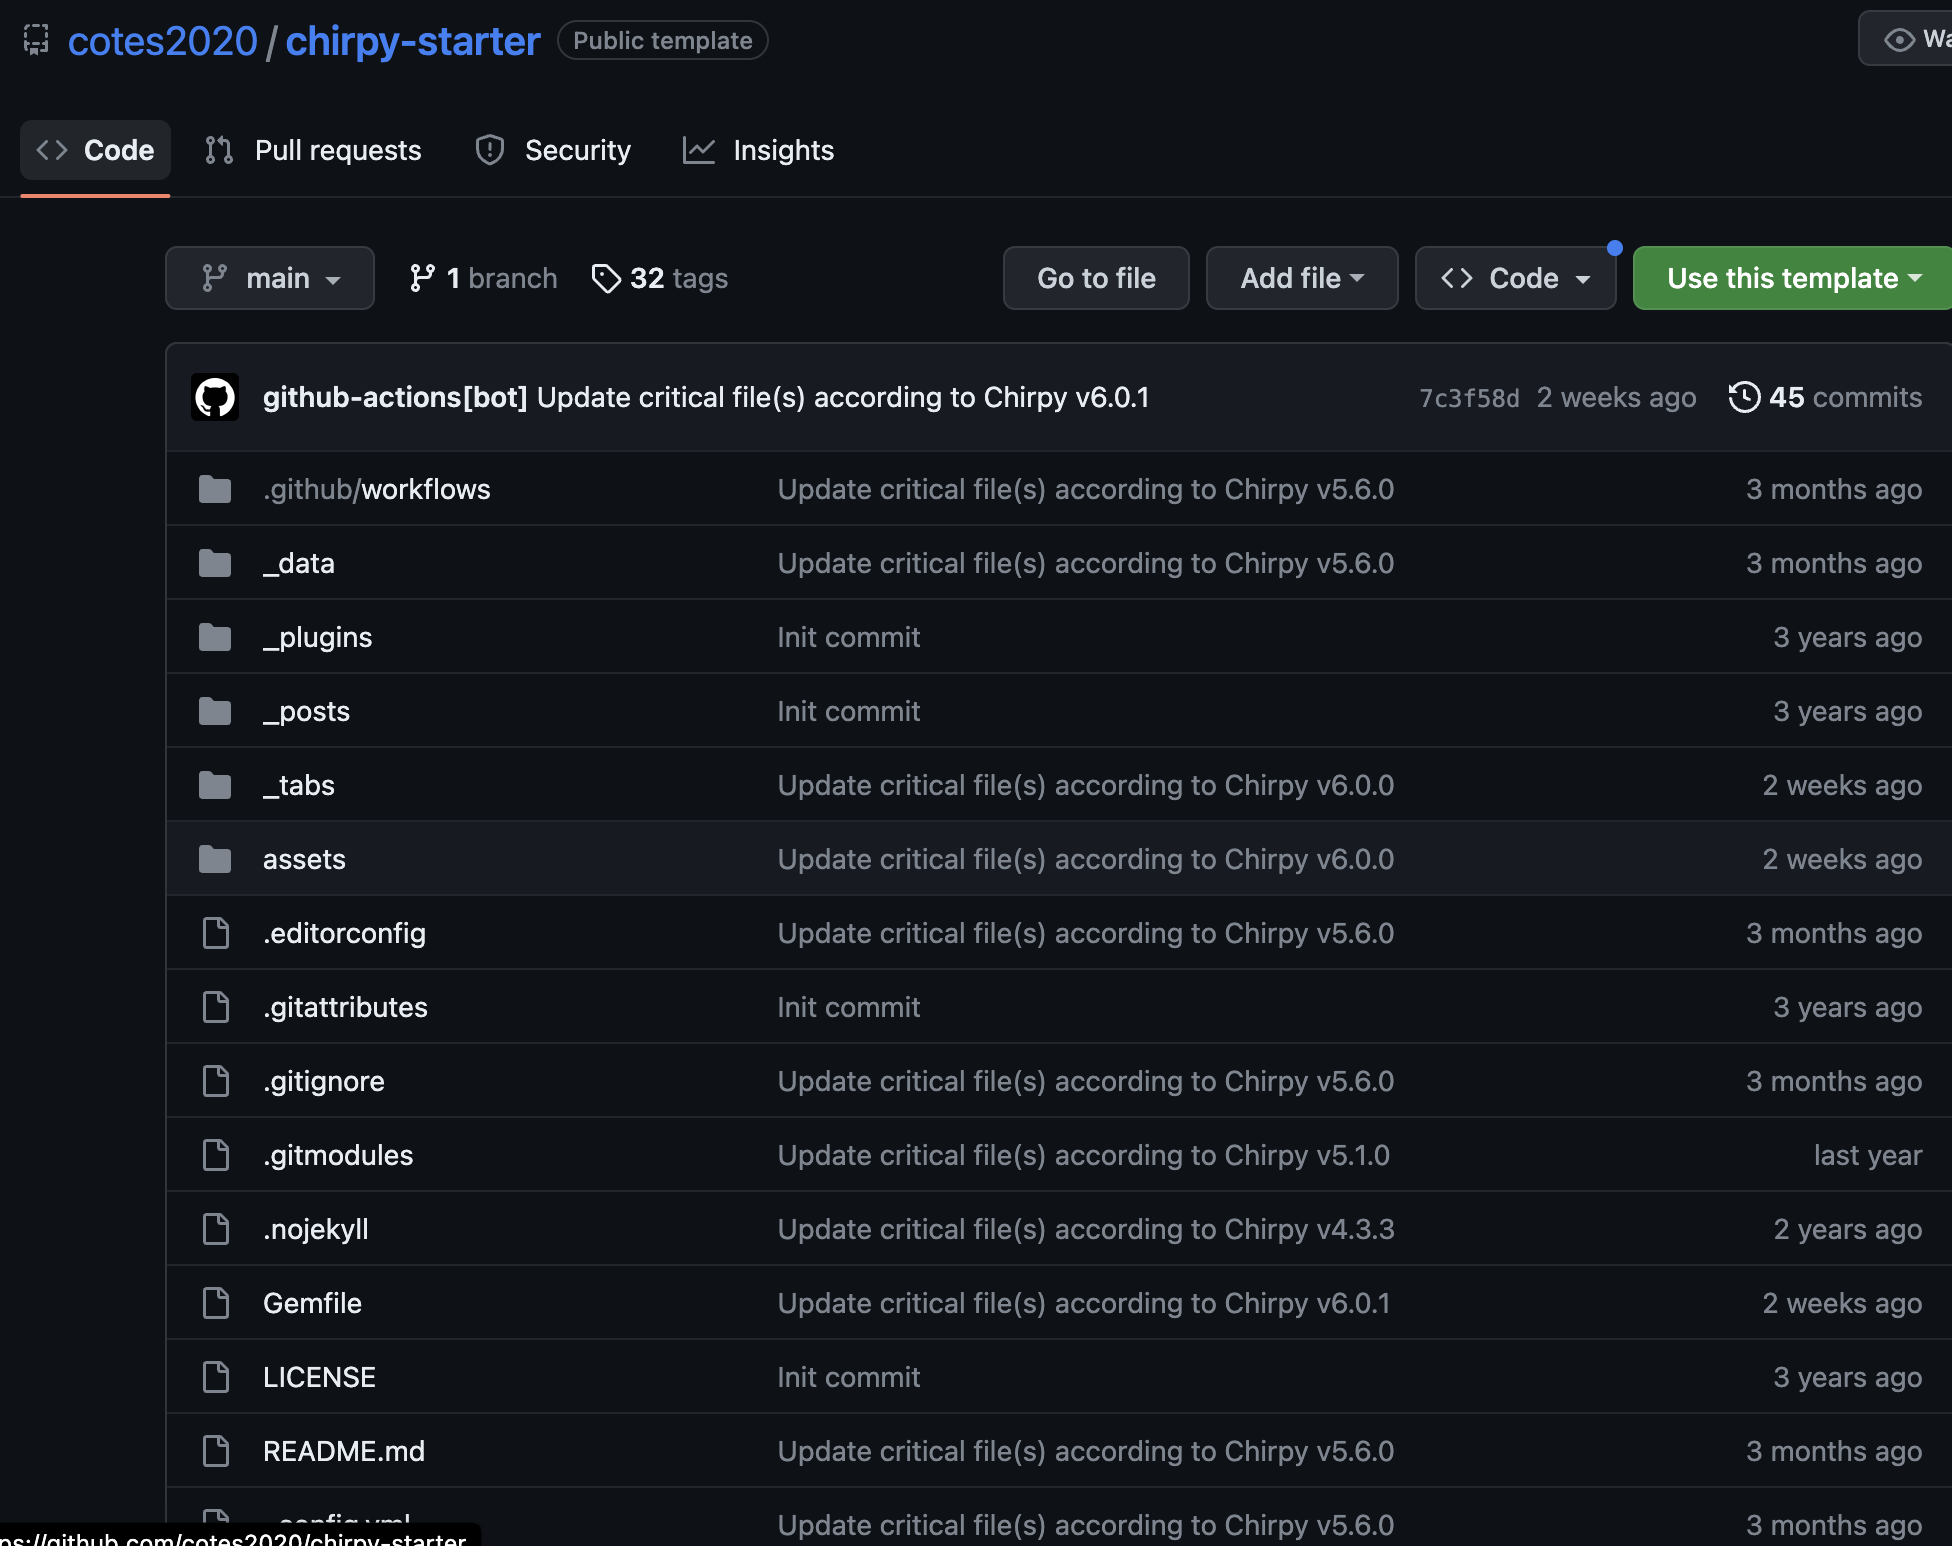 cotes2020 / chirpy-starter Public template Wa
Code Pull requests Security Insights
main 1 branch 32 tags Go to file Add file Code Use this template
github-actions[bot] Update critical file(s) according to Chirpy v6.0.1 7c3f58d 2 weeks ago 45 commits
.github/workflows Update critical file(s) according to Chirpy v5.6.0 3 months ago
_data Update critical file(s) according to Chirpy v5.6.0 3 months ago
_plugins Init commit 3 years ago
_posts Init commit 3 years ago
_tabs Update critical file(s) according to Chirpy v6.0.0 2 weeks ago
assets Update critical file(s) according to Chirpy v6.0.0 2 weeks ago
.editorconfig Update critical file(s) according to Chirpy v5.6.0 3 months ago
.gitattributes Init commit 3 years ago
.gitignore Update critical file(s) according to Chirpy v5.6.0 3 months ago
.gitmodules Update critical file(s) according to Chirpy v5.1.0 last year
.nojekyll Update critical file(s) according to Chirpy v4.3.3 2 years ago
Gemfile Update critical file(s) according to Chirpy v6.0.1 2 weeks ago
LICENSE Init commit 3 years ago
README.md Update critical file(s) according to Chirpy v5.6.0 3 months ago
_config.yml Update critical file(s) according to Chirpy v5.6.0 3 months ago
ps://github.com/cotes2020/chirpy-starter